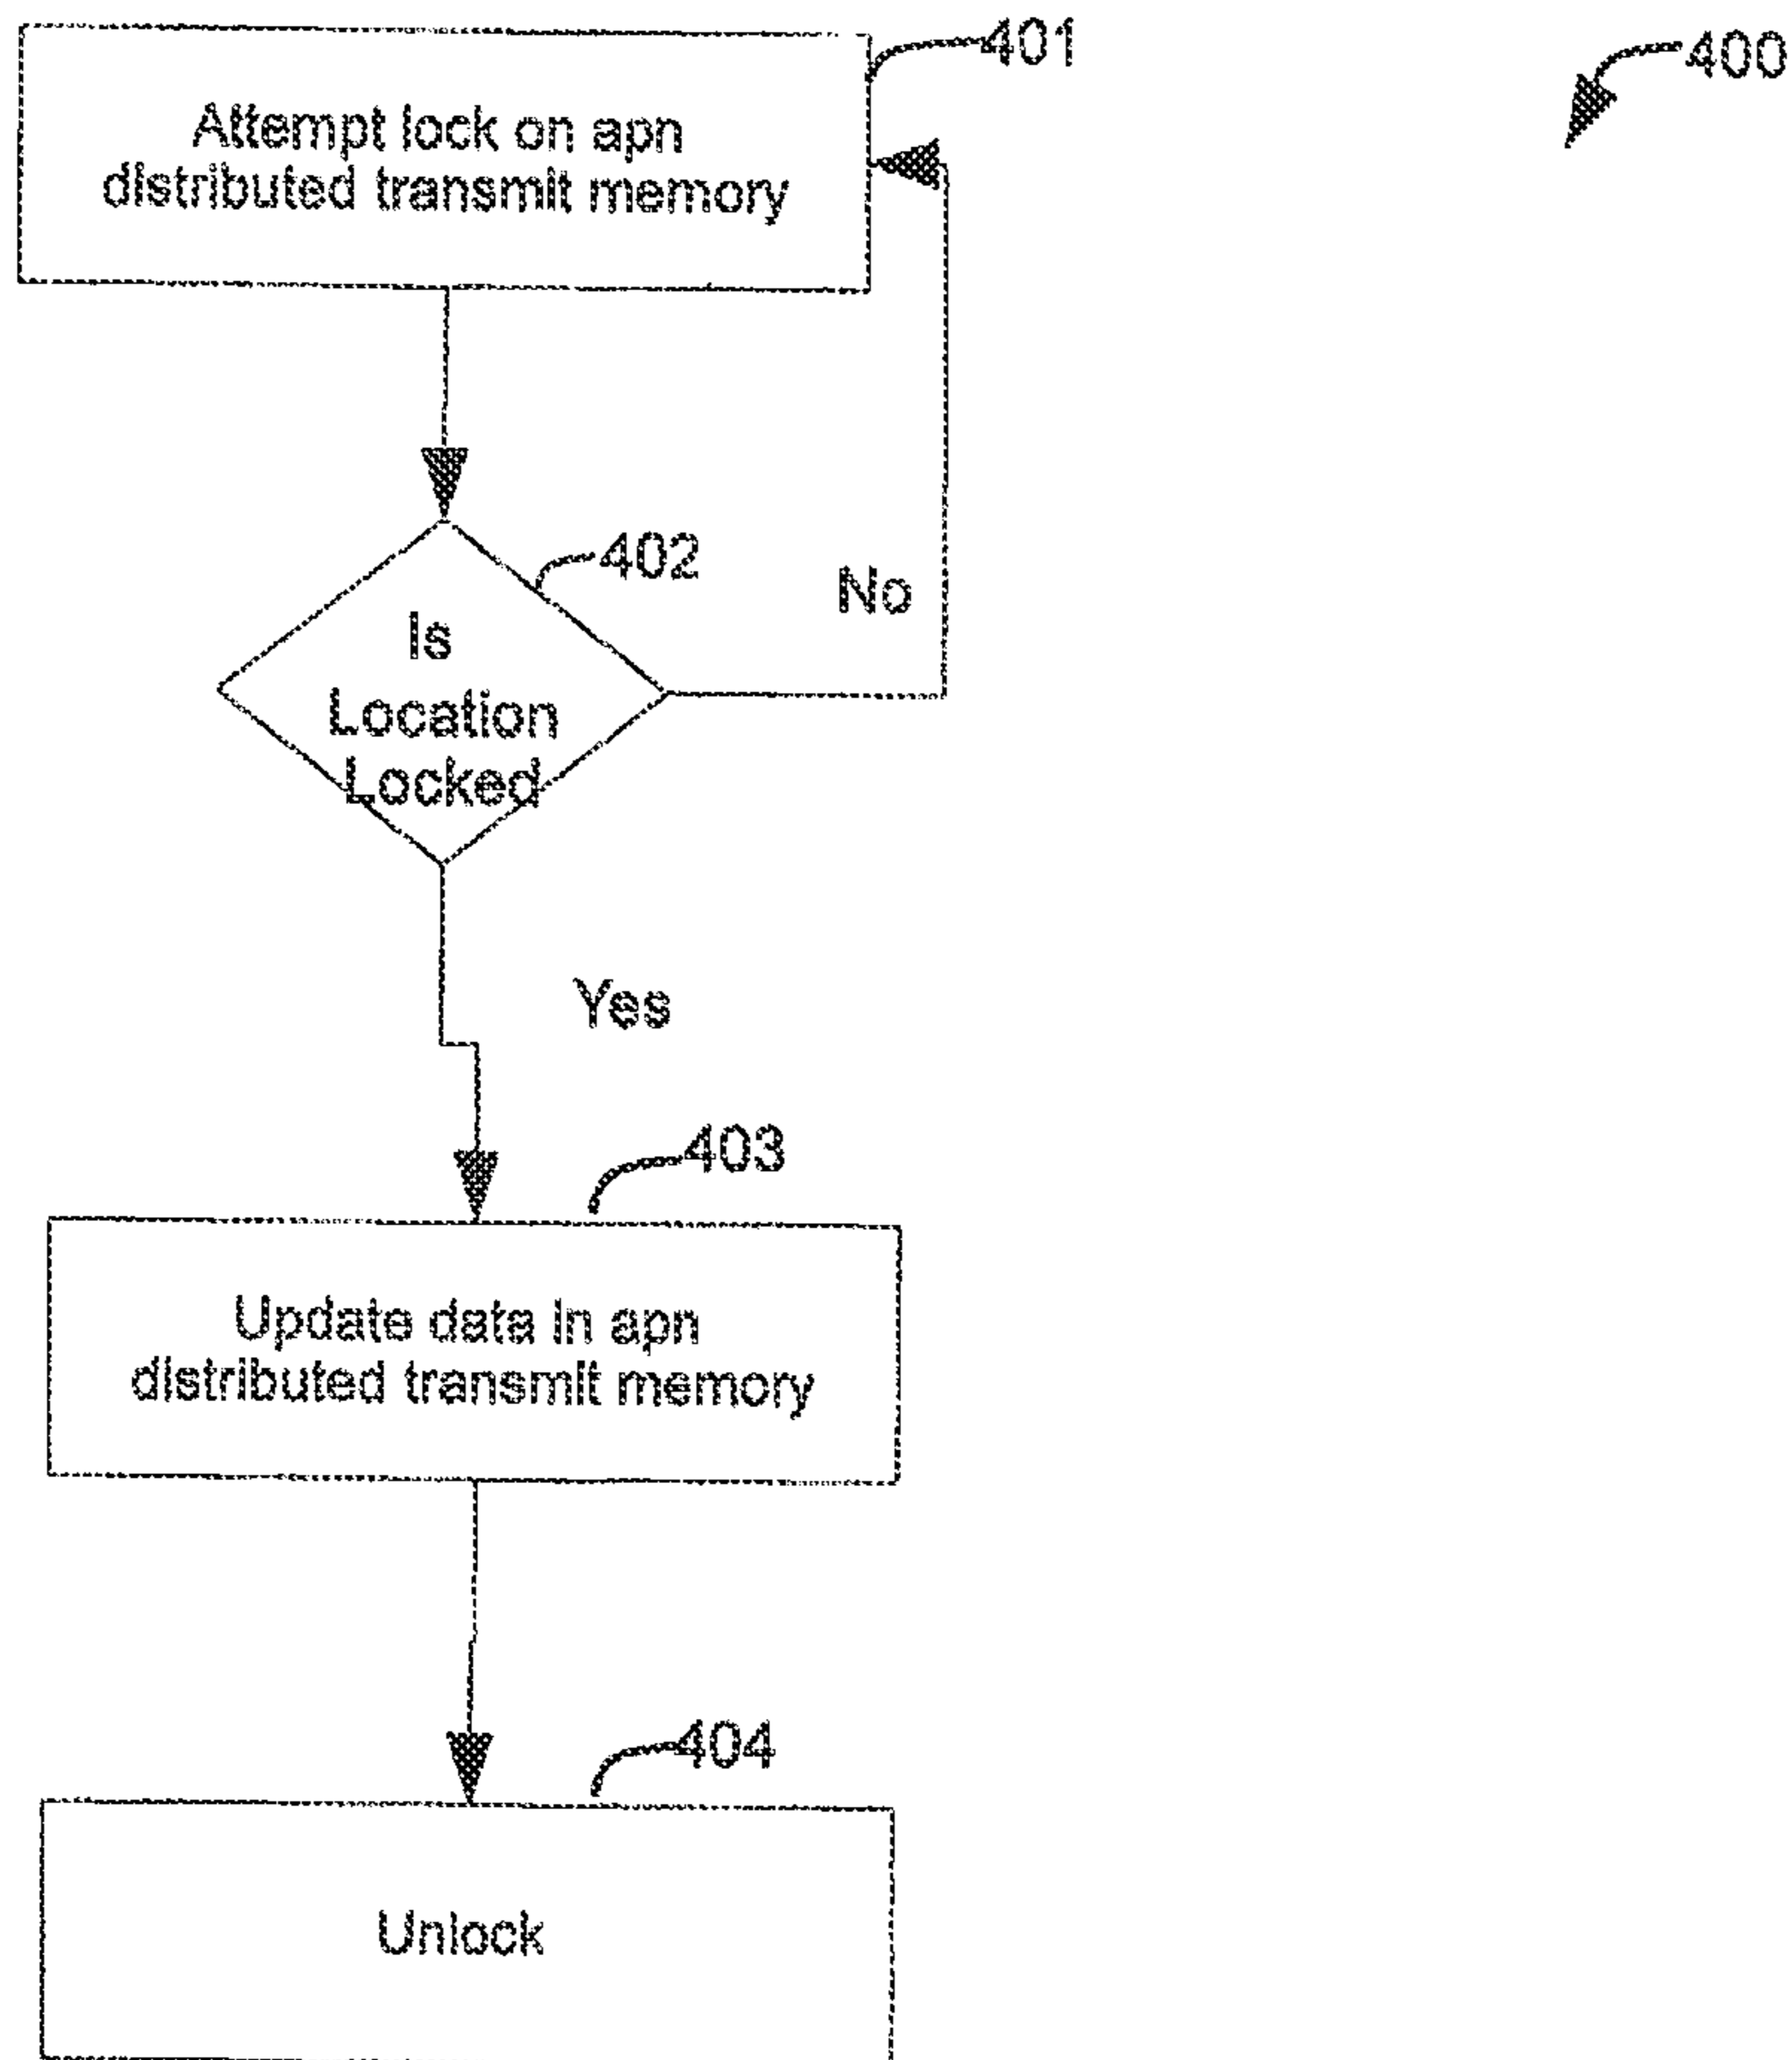 401
400
Attempt lock on apn
distributed transmit memory
402
No
Is
Location
Locked
Yes
403
Update data in apn
distributed transmit memory
404
Unlock